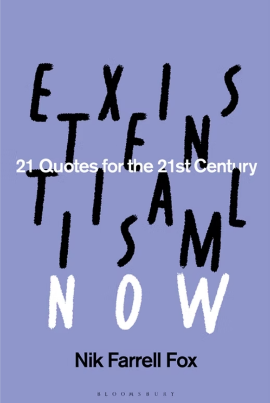 EXIS
TEN
21 Quotes for the 21st Century
TIAL
ISM
NOW
Nik Farrell Fox
BLOOMSBURY